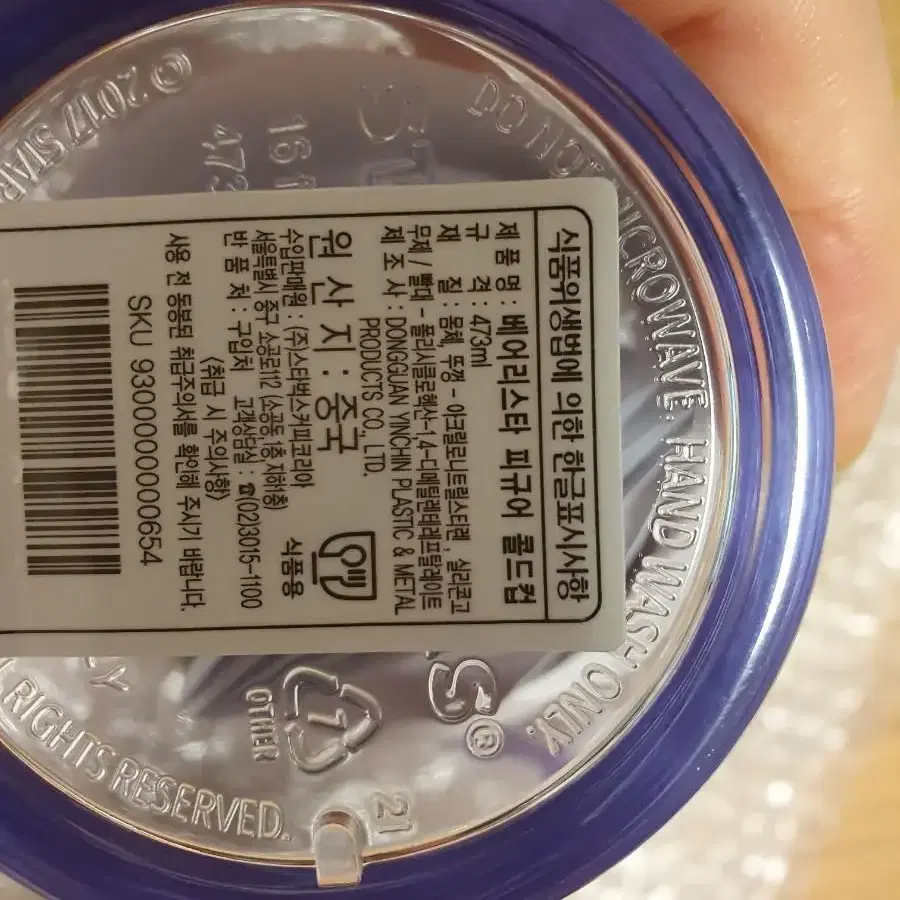 식품위생법에 의한 한글표시사항
제 품 명 : 베어리스타 피규어 콜드컵
규 격 : 473ml
재 질 : 몸체, 뚜껑 - 아크릴로니트릴스티렌, 실리콘고
무제 / 빨대 - 폴리시클로헥산-1,4-디메틸렌테레프탈레이트
제 조 사 : DONGGUAN YINCHIN PLASTIC & METAL
PRODUCTS CO., LTD.
원 산 지 : 중국
식품용
수입판매원 : (주)스타벅스커피코리아
서울특별시 중구 소공로112 (소공동,1층,지하1층)
반 품 처 : 구입처 고객상담실 : ☎02)3015-1100
〈취급 시 주의사항〉
사용 전 동봉된 취급주의서를 확인해 주시기 바랍니다.
SKU 9300000000654
© 2017 STAR
DO NOT MICROWAVE. HAND WASH ONLY.
RIGHTS RESERVED.
16 f
473
ST
S®
1
OTHER
21